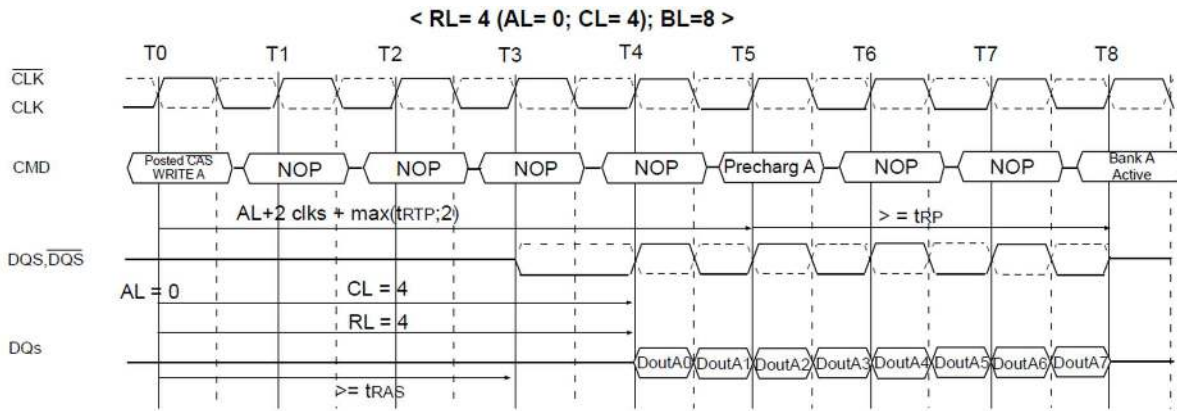 < RL= 4 (AL= 0; CL= 4); BL=8 >
T0 T1 T2 T3 T4 T5 T6 T7 T8
CLK
CLK
CMD
Posted CAS
WRITE A
NOP NOP NOP NOP Precharg A NOP NOP
Bank A
Active
AL+2 clks + max(tRTP;2)
> = tRP
DQS,DQS
AL = 0
CL = 4
RL = 4
DQs
DoutA0 DoutA1 DoutA2 DoutA3 DoutA4 DoutA5 DoutA6 DoutA7
>= tRAS